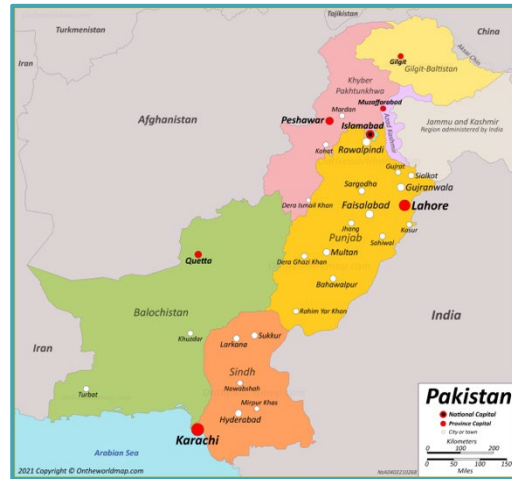 Tajikistan
Turkmenistan
China
Iran
Aksai Chin
Gilgit
Gilgit-Baltistan
Khyber
Pakhtunkhwa
Mardan
Muzaffarabad
Peshawar
Islamabad
Azad Kashmir
Jammu and Kashmir
Region administered by India
Afghanistan
Rawalpindi
Kohat
Gujrat
Sialkot
Sargodha
Gujranwala
Dera Ismail Khan
Faisalabad
Lahore
Jhang
Kasur
Punjab
Sahiwal
Quetta
Multan
Dera Ghazi Khan
Bahawalpur
Balochistan
Rahim Yar Khan
India
Iran
Khuzdar
Sukkur
Larkana
Sindh
Nawabshah
Turbat
Mirpur Khas
Hyderabad
Karachi
Arabian Sea
Pakistan
National Capital
Province Capital
City or town
Kilometers
0 100 200
0 50 100 150
Miles
2021 Copyright © Ontheworldmap.com